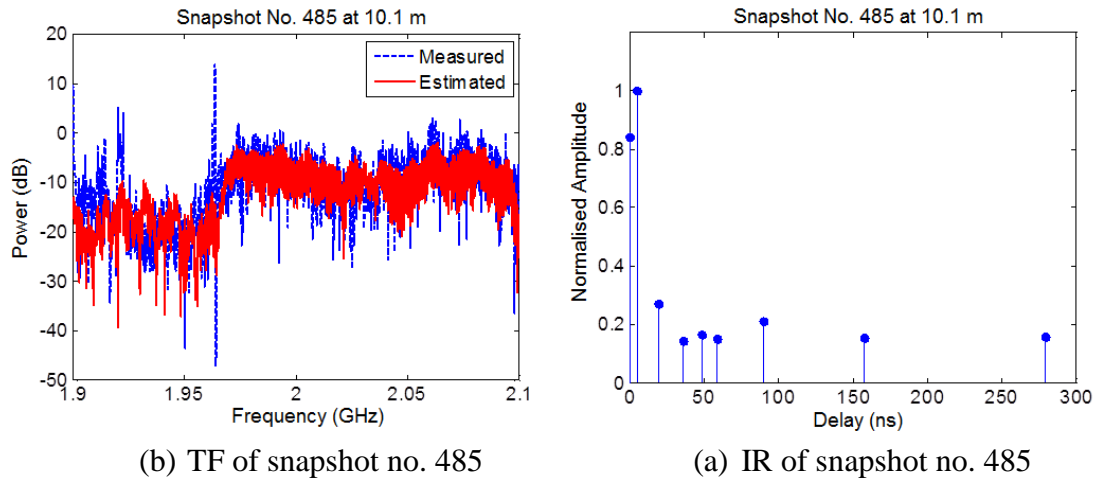 Snapshot No. 485 at 10.1 m
20
10
0
-10
-20
-30
-40
-50
Power (dB)
1.9
1.95
2
2.05
2.1
Frequency (GHz)
Measured
Estimated
(b) TF of snapshot no. 485
Snapshot No. 485 at 10.1 m
1
0.8
0.6
0.4
0.2
0
Normalised Amplitude
0
50
100
150
200
250
300
Delay (ns)
(a) IR of snapshot no. 485